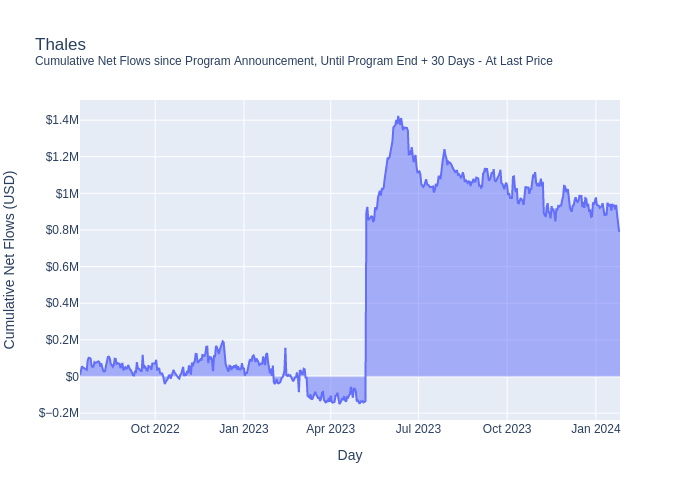 Thales
Cumulative Net Flows since Program Announcement, Until Program End + 30 Days - At Last Price
Cumulative Net Flows (USD)
$1.4M
$1.2M
$1M
$0.8M
$0.6M
$0.4M
$0.2M
$0
$−0.2M
Oct 2022
Jan 2023
Apr 2023
Jul 2023
Oct 2023
Jan 2024
Day